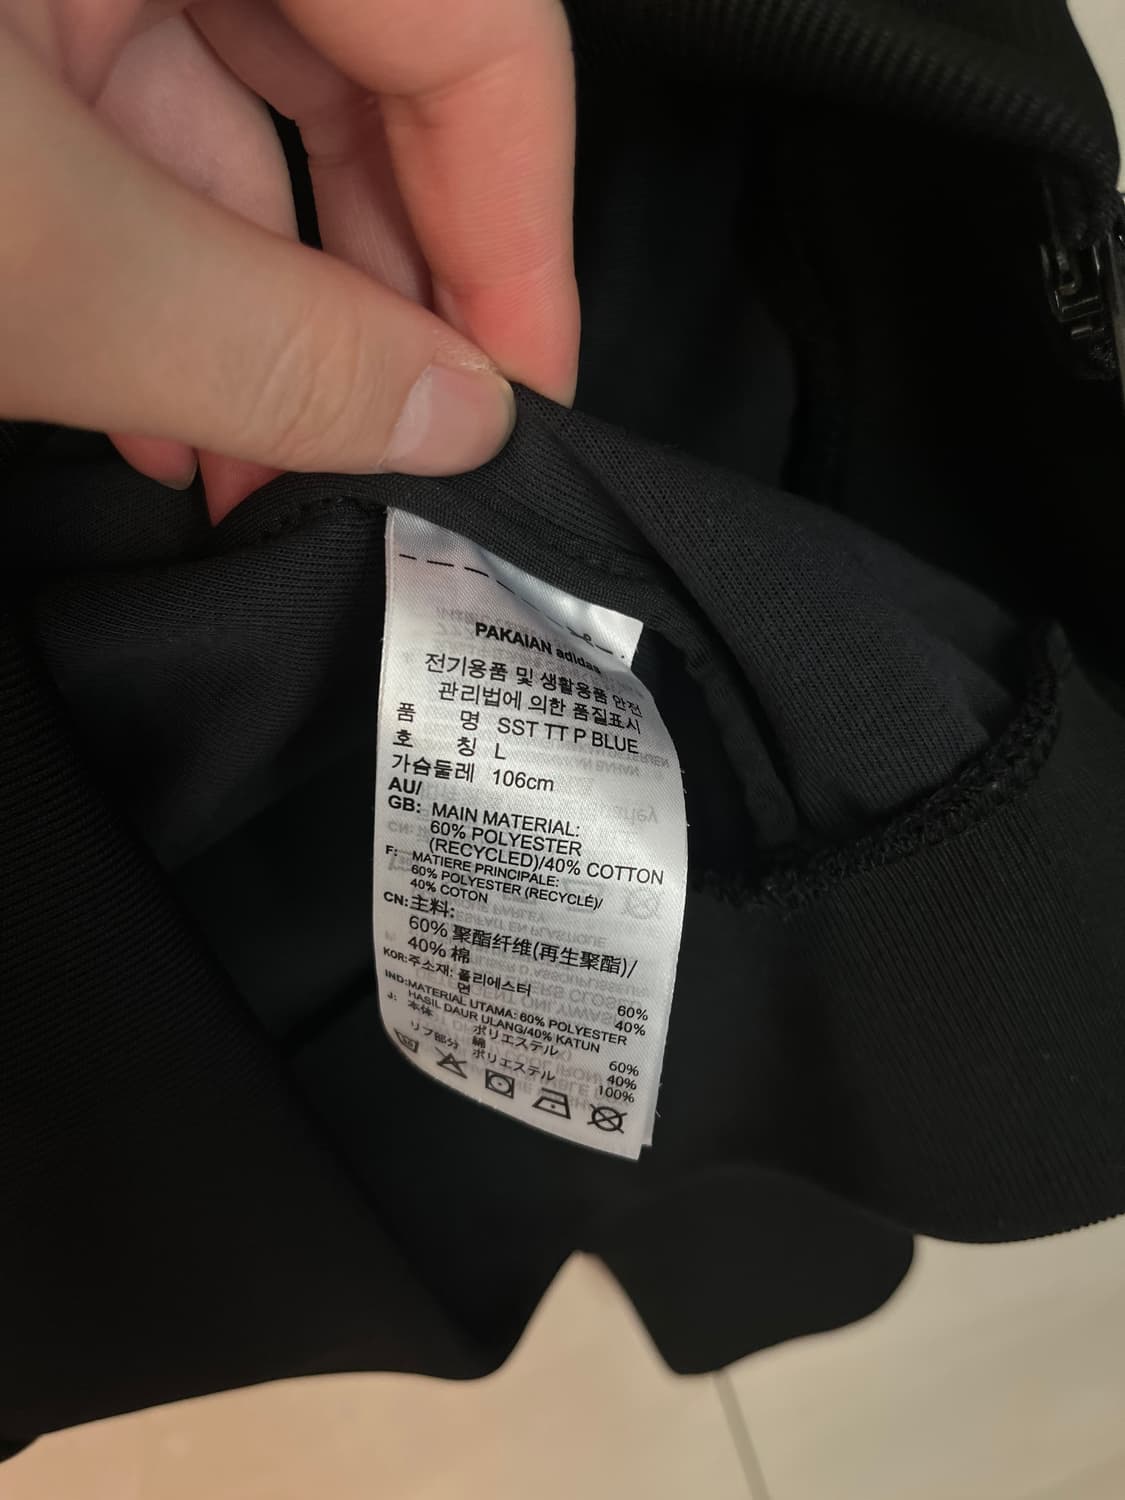 PAKAIAN adidas
전기용품 및 생활용품 안전
관리법에 의한 품질표시
품 명 SST TT P BLUE
호 칭 L
가슴둘레 106cm
AU/
GB: MAIN MATERIAL:
60% POLYESTER
(RECYCLED)/40% COTTON
F: MATIERE PRINCIPALE:
60% POLYESTER (RECYCLÉ)/
40% COTON
CN:主料:
60% 聚酯纤维(再生聚酯)/
40% 棉
KOR:주소재: 폴리에스터 60%
면 40%
IND:MATERIAL UTAMA: 60% POLYESTER
HASIL DAUR ULANG/40% KATUN
J: 本体 ポリエステル 60%
綿 40%
リブ部分 ポリエステル 100%